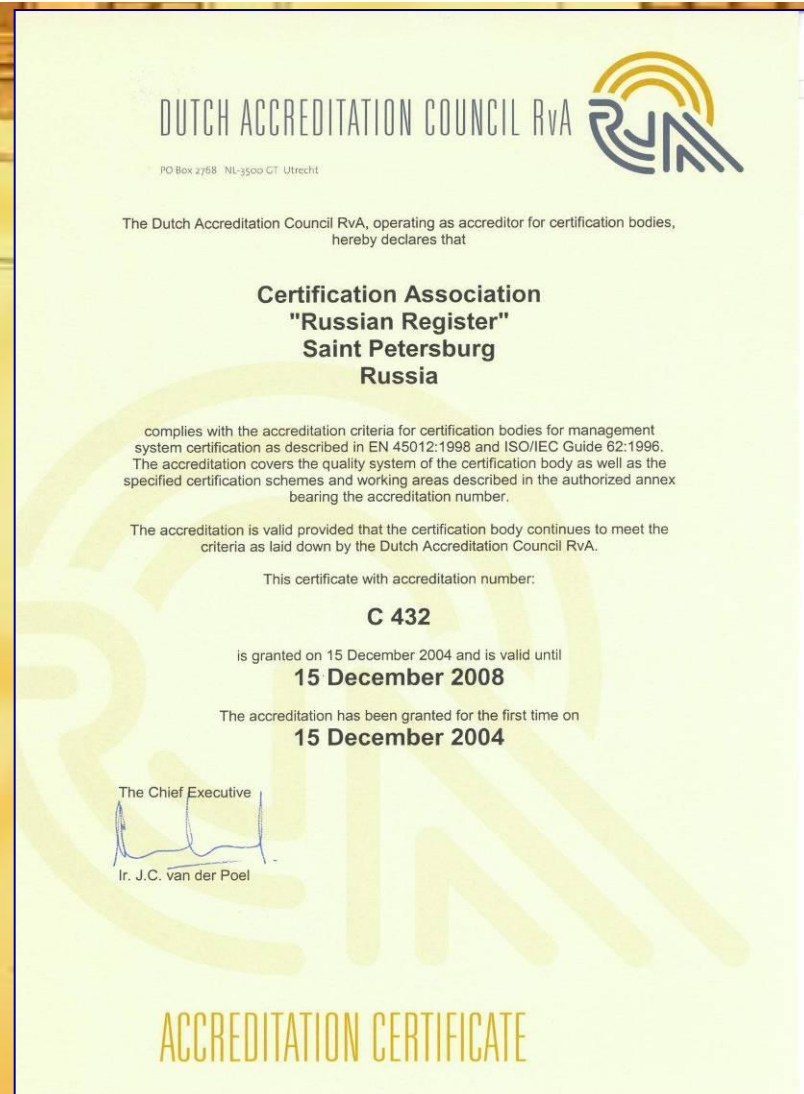 DUTCH ACCREDITATION COUNCIL RvA
RvA
PO Box 2768 NL-3500 GT Utrecht
The Dutch Accreditation Council RvA, operating as accreditor for certification bodies,
hereby declares that
Certification Association
"Russian Register"
Saint Petersburg
Russia
complies with the accreditation criteria for certification bodies for management
system certification as described in EN 45012:1998 and ISO/IEC Guide 62:1996.
The accreditation covers the quality system of the certification body as well as the
specified certification schemes and working areas described in the authorized annex
bearing the accreditation number.
The accreditation is valid provided that the certification body continues to meet the
criteria as laid down by the Dutch Accreditation Council RvA.
This certificate with accreditation number:
C 432
is granted on 15 December 2004 and is valid until
15 December 2008
The accreditation has been granted for the first time on
15 December 2004
The Chief Executive
Ir. J.C. van der Poel
ACCREDITATION CERTIFICATE